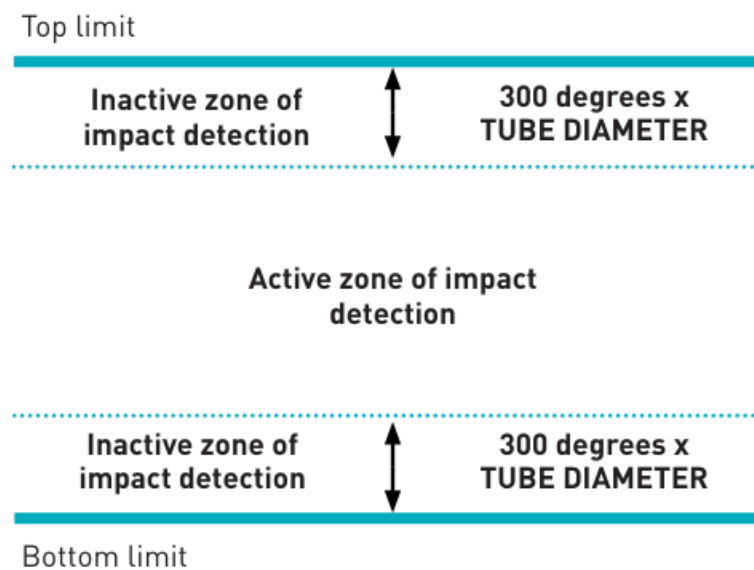 Top limit
Inactive zone of
impact detection
300 degrees x
TUBE DIAMETER
Active zone of impact
detection
Inactive zone of
impact detection
300 degrees x
TUBE DIAMETER
Bottom limit